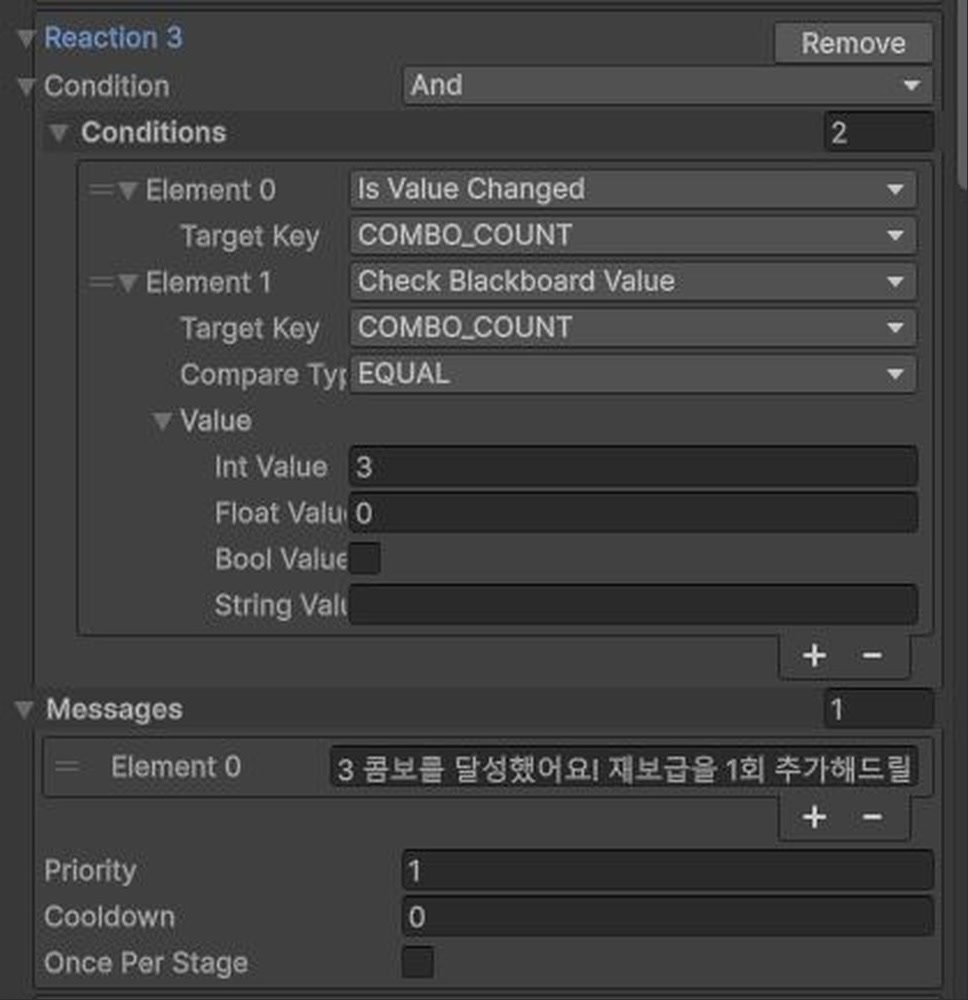 Reaction 3 Remove
Condition And
Conditions 2
Element 0 Is Value Changed
Target Key COMBO_COUNT
Element 1 Check Blackboard Value
Target Key COMBO_COUNT
Compare Typ EQUAL
Value
Int Value 3
Float Valu 0
Bool Value
String Valu
+ −
Messages 1
Element 0 3 콤보를 달성했어요! 재보급을 1회 추가해드릴
+ −
Priority 1
Cooldown 0
Once Per Stage